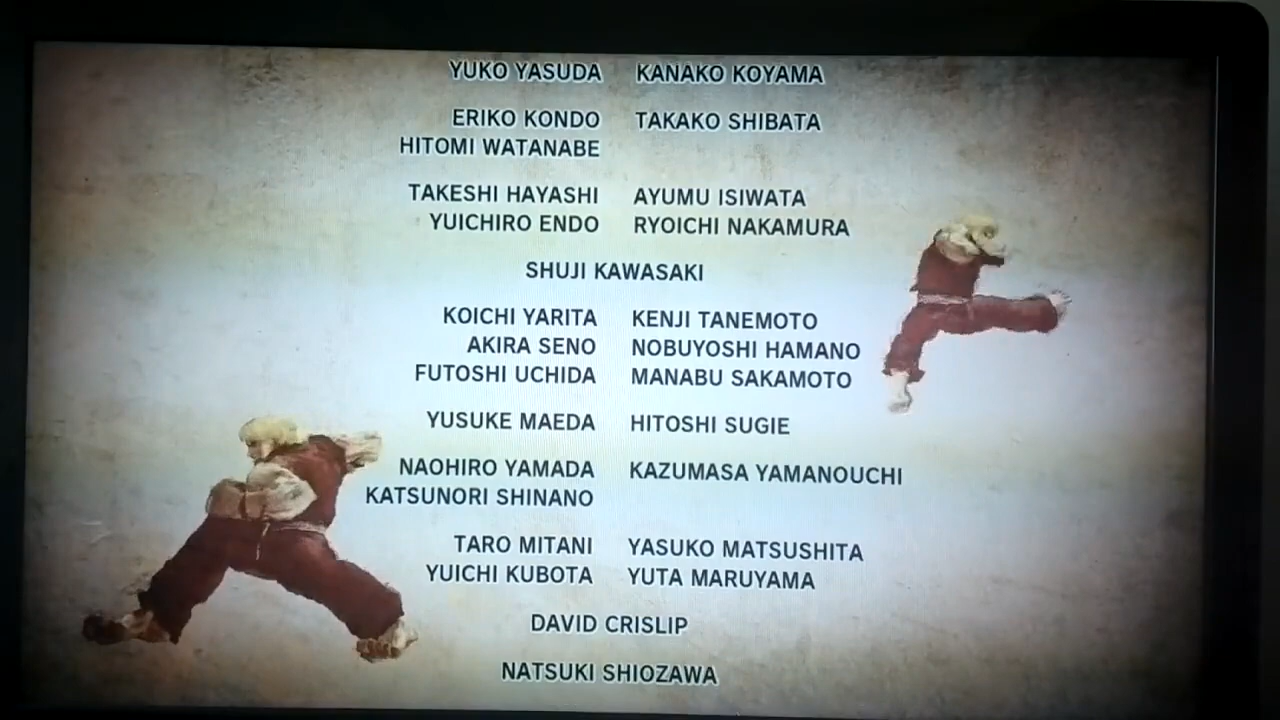 YUKO YASUDA KANAKO KOYAMA
ERIKO KONDO TAKAKO SHIBATA
HITOMI WATANABE
TAKESHI HAYASHI AYUMU ISIWATA
YUICHIRO ENDO RYOICHI NAKAMURA
SHUJI KAWASAKI
KOICHI YARITA KENJI TANEMOTO
AKIRA SENO NOBUYOSHI HAMANO
FUTOSHI UCHIDA MANABU SAKAMOTO
YUSUKE MAEDA HITOSHI SUGIE
NAOHIRO YAMADA KAZUMASA YAMANOUCHI
KATSUNORI SHINANO
TARO MITANI YASUKO MATSUSHITA
YUICHI KUBOTA YUTA MARUYAMA
DAVID CRISLIP
NATSUKI SHIOZAWA